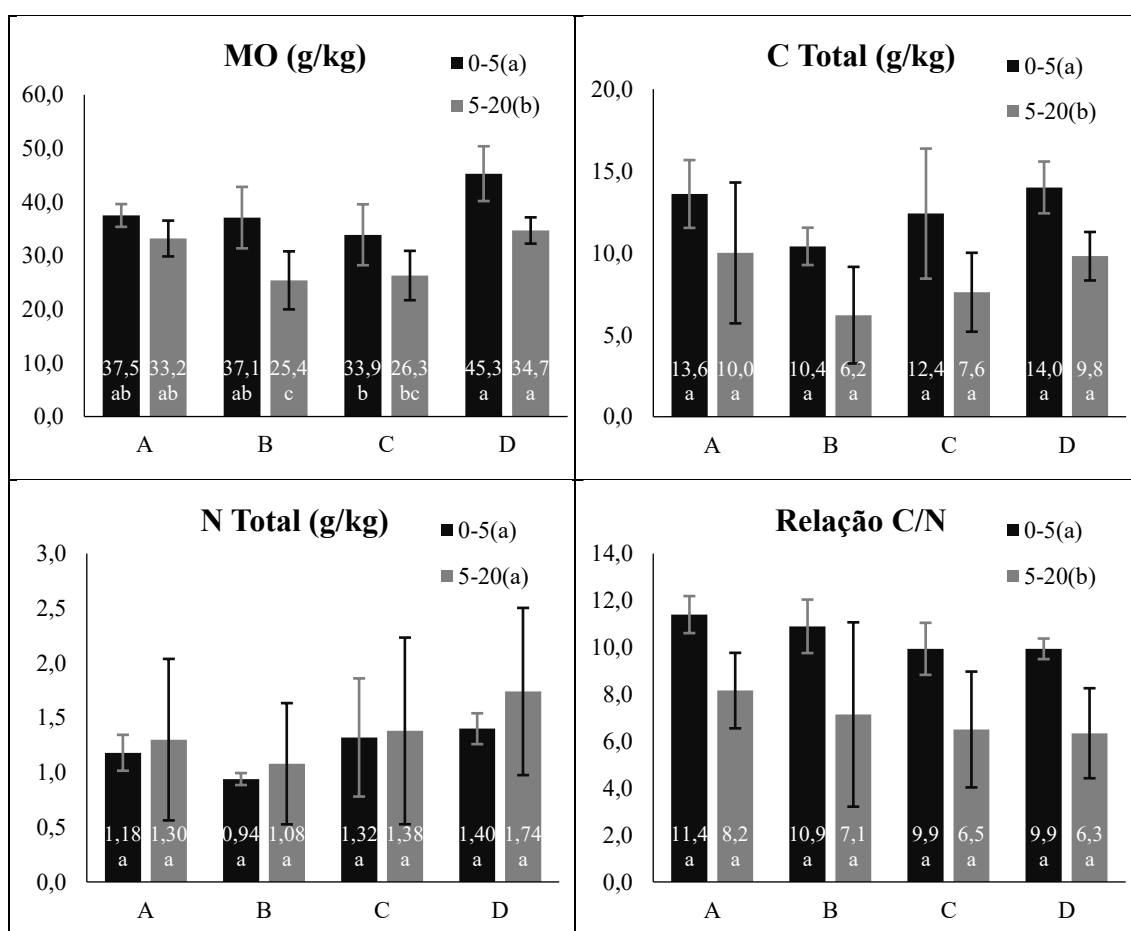 MO (g/kg)
0-5(a)
5-20(b)
60,0
50,0
40,0
30,0
20,0
10,0
0,0
37,5 33,2 37,1 25,4 33,9 26,3 45,3 34,7
ab ab ab c b bc a a
A B C D
C Total (g/kg)
0-5(a)
5-20(b)
20,0
15,0
10,0
5,0
0,0
13,6 10,0 10,4 6,2 12,4 7,6 14,0 9,8
a a a a a a a a
A B C D
N Total (g/kg)
0-5(a)
5-20(a)
3,0
2,5
2,0
1,5
1,0
0,5
0,0
1,18 1,30 0,94 1,08 1,32 1,38 1,40 1,74
a a a a a a a a
A B C D
Relação C/N
0-5(a)
5-20(b)
14,0
12,0
10,0
8,0
6,0
4,0
2,0
0,0
11,4 8,2 10,9 7,1 9,9 6,5 9,9 6,3
a a a a a a a a
A B C D